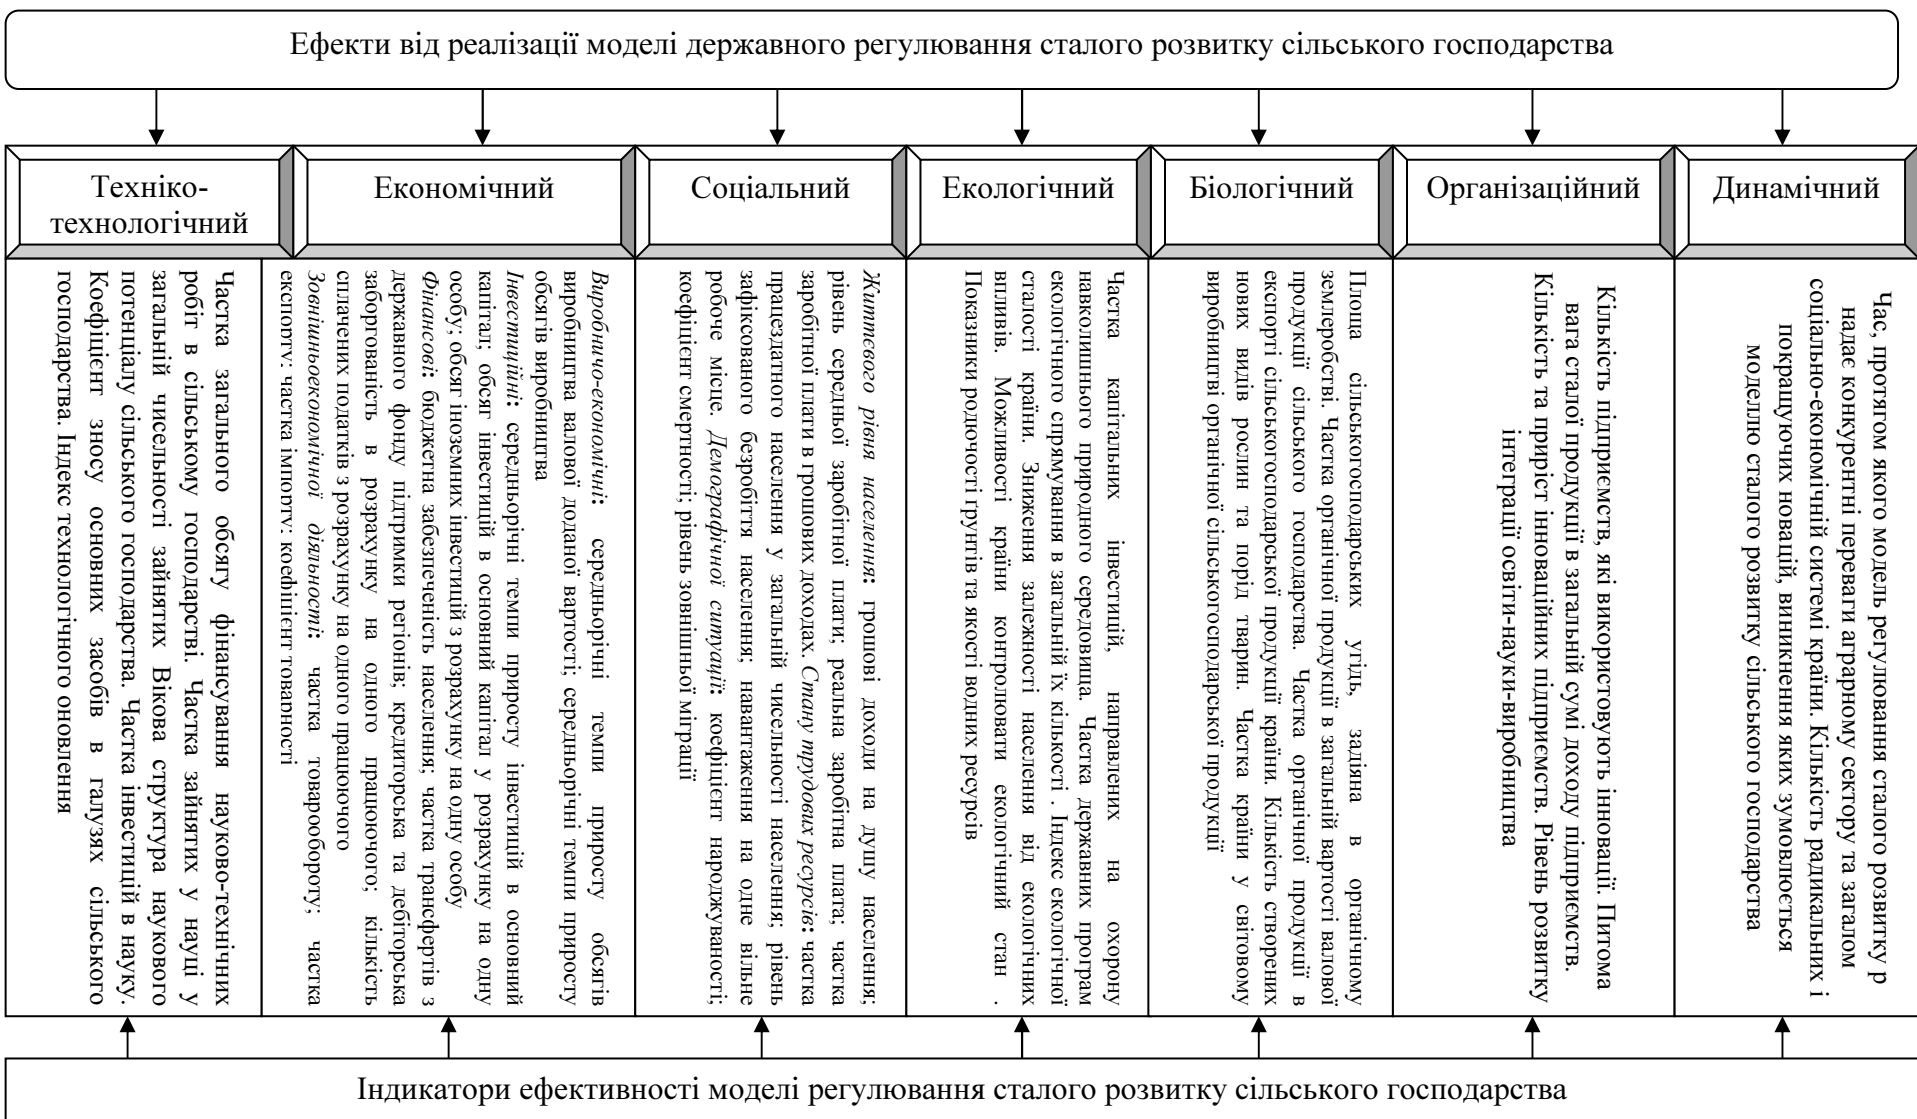 Ефекти від реалізації моделі державного регулювання сталого розвитку сільського господарства
Техніко-
технологічний
Економічний
Соціальний
Екологічний
Біологічний
Організаційний
Динамічний
Частка загального обсягу фінансування науково-технічних
робіт в сільському господарстві. Частка зайнятих у науці у
загальній чисельності зайнятих Вікова структура наукового
потенціалу сільського господарства. Частка інвестицій в науку.
Коефіцієнт зносу основних засобів в галузях сільського
господарства. Індекс технологічного оновлення
Виробничо-економічні: середньорічні темпи приросту обсягів
виробництва валової доданої вартості; середньорічні темпи приросту
обсягів виробництва
Інвестиційні: середньорічні темпи приросту інвестицій в основний
капітал; обсяг інвестицій в основний капітал у розрахунку на одну
особу; обсяг іноземних інвестицій з розрахунку на одну особу
Фінансові: бюджетна забезпеченість населення; частка трансфертів з
державного фонду підтримки регіонів; кредиторська та дебіторська
заборгованість в розрахунку на одного працюючого; кількість
сплачених податків з розрахунку на одного працюючого
Зовнішньоекономічної діяльності: частка товарообороту; частка
експорту; частка імпорту; коефіцієнт товарності
Життєвого рівня населення: грошові доходи на душу населення;
рівень середньої заробітної плати; реальна заробітна плата; частка
заробітної плати в грошових доходах. Стану трудових ресурсів: частка
працездатного населення у загальній чисельності населення; рівень
зафіксованого безробіття населення; навантаження на одне вільне
робоче місце. Демографічної ситуації: коефіцієнт народжуваності;
коефіцієнт смертності; рівень зовнішньої міграції
Частка капітальних інвестицій, направлених на охорону
навколишнього природного середовища. Частка державних програм
екологічного спрямування в загальній їх кількості . Індекс екологічної
сталості країни. Зниження залежності населення від екологічних
впливів. Можливості країни контролювати екологічний стан .
Показники родючості ґрунтів та якості водних ресурсів
Площа сільськогосподарських угідь, задіяна в органічному
землеробстві. Частка органічної продукції в загальній вартості валової
продукції сільського господарства. Частка органічної продукції в
експорті сільськогосподарської продукції країни. Кількість створених
нових видів рослин та порід тварин. Частка країни у світовому
виробництві органічної сільськогосподарської продукції
Кількість підприємств, які використовують інновації. Питома
вага сталої продукції в загальній сумі доходу підприємств.
Кількість та приріст інноваційних підприємств. Рівень розвитку
інтеграції освіти-науки-виробництва
Час, протягом якого модель регулювання сталого розвитку р
надає конкурентні переваги аграрному сектору та загалом
соціально-економічній системі країни. Кількість радикальних і
покращуючих новацій, виникнення яких зумовлюється
моделлю сталого розвитку сільського господарства
Індикатори ефективності моделі регулювання сталого розвитку сільського господарства